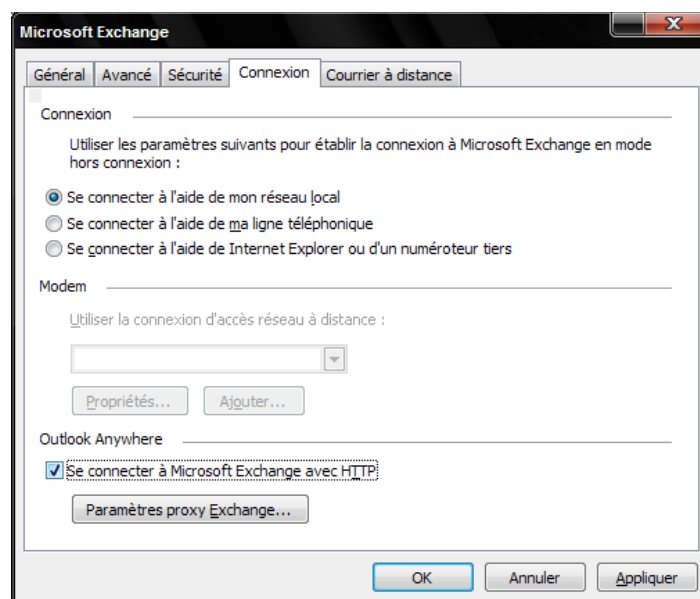 Microsoft Exchange
Général
Avancé
Sécurité
Connexion
Courrier à distance
Connexion
Utiliser les paramètres suivants pour établir la connexion à Microsoft Exchange en mode
hors connexion :
Se connecter à l'aide de mon réseau local
Se connecter à l'aide de ma ligne téléphonique
Se connecter à l'aide de Internet Explorer ou d'un numéroteur tiers
Modem
Utiliser la connexion d'accès réseau à distance :
Propriétés...
Ajouter...
Outlook Anywhere
Se connecter à Microsoft Exchange avec HTTP
Paramètres proxy Exchange...
OK
Annuler
Appliquer